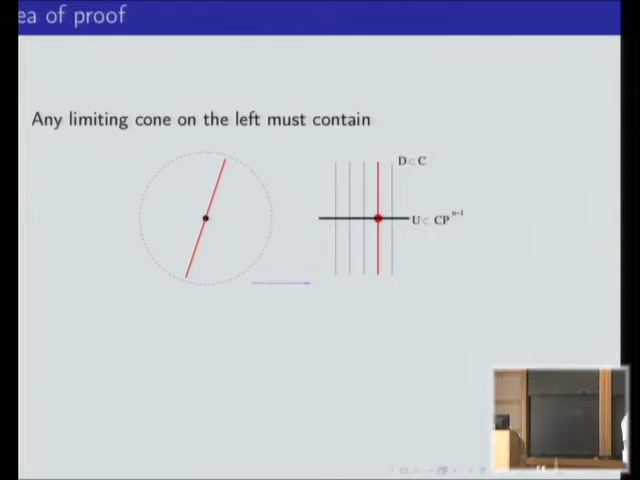 ea of proof
Any limiting cone on the left must contain
D ⊂ C
U ⊂ CP^{n-1}